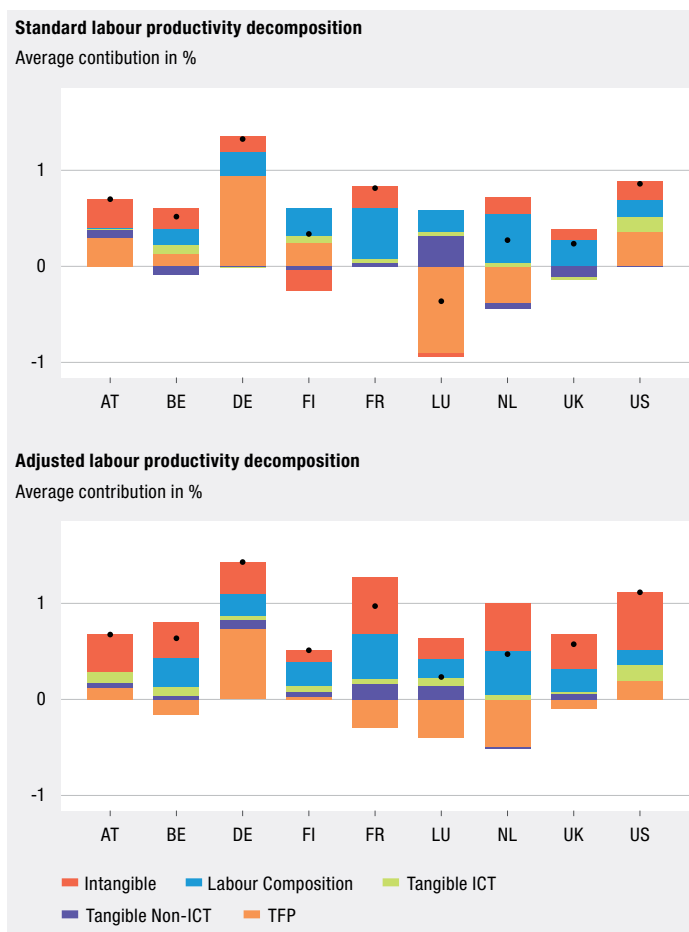 Standard labour productivity decomposition
Average contibution in %
1
0
-1
AT BE DE FI FR LU NL UK US
Adjusted labour productivity decomposition
Average contribution in %
1
0
-1
AT BE DE FI FR LU NL UK US
Intangible Labour Composition Tangible ICT
Tangible Non-ICT TFP